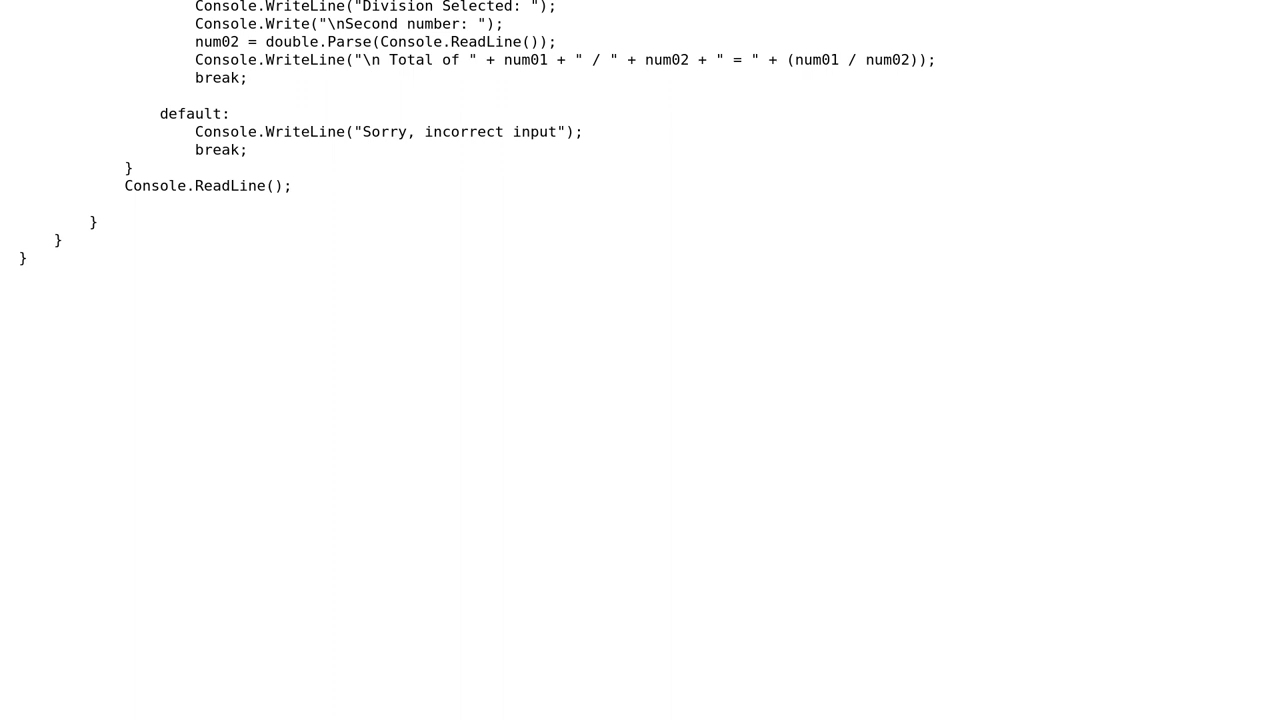 Console.WriteLine("Division Selected: ");
Console.Write("\nSecond number: ");
num02 = double.Parse(Console.ReadLine());
Console.WriteLine("\n Total of " + num01 + " / " + num02 + " = " + (num01 / num02));
break;
default:
Console.WriteLine("Sorry, incorrect input");
break;
}
Console.ReadLine();
}
}
}